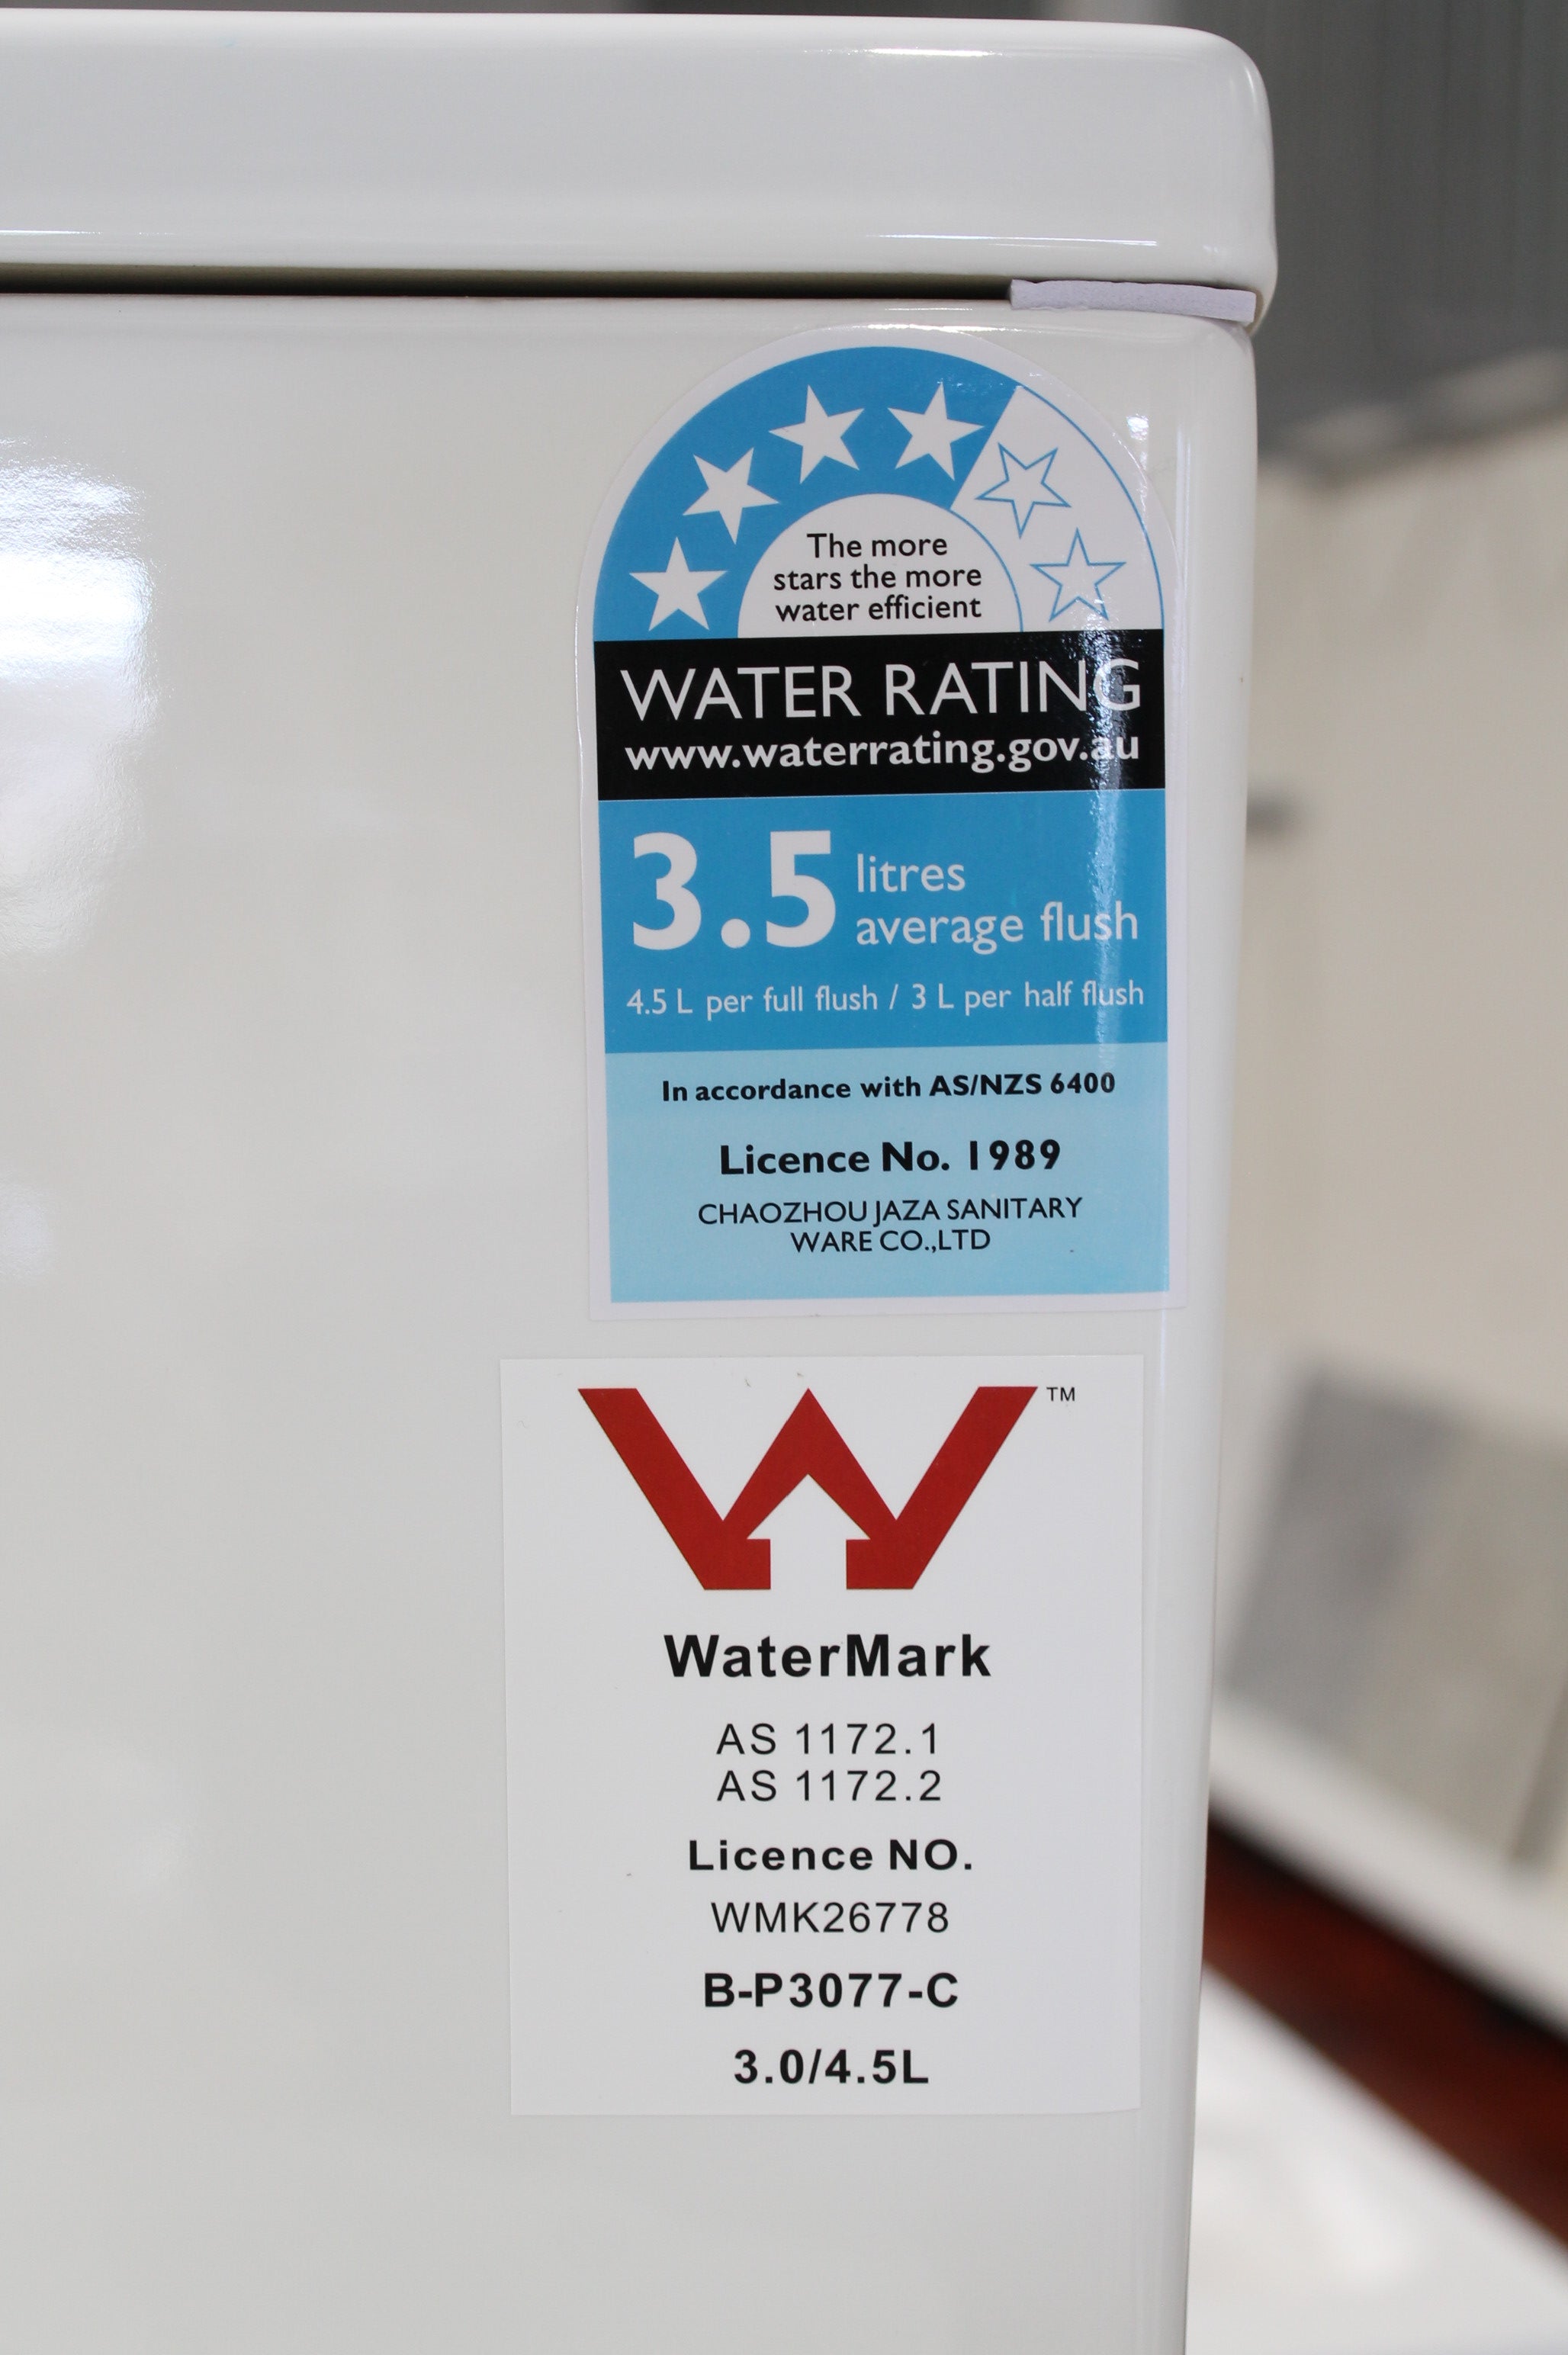 The more
stars the more
water efficient
WATER RATING
www.waterrating.gov.au
3.5 litres
average flush
4.5 L per full flush / 3 L per half flush
In accordance with AS/NZS 6400
Licence No. 1989
CHAOZHOU JAZA SANITARY
WARE CO.,LTD
TM
WaterMark
AS 1172.1
AS 1172.2
Licence NO.
WMK26778
B-P3077-C
3.0/4.5L